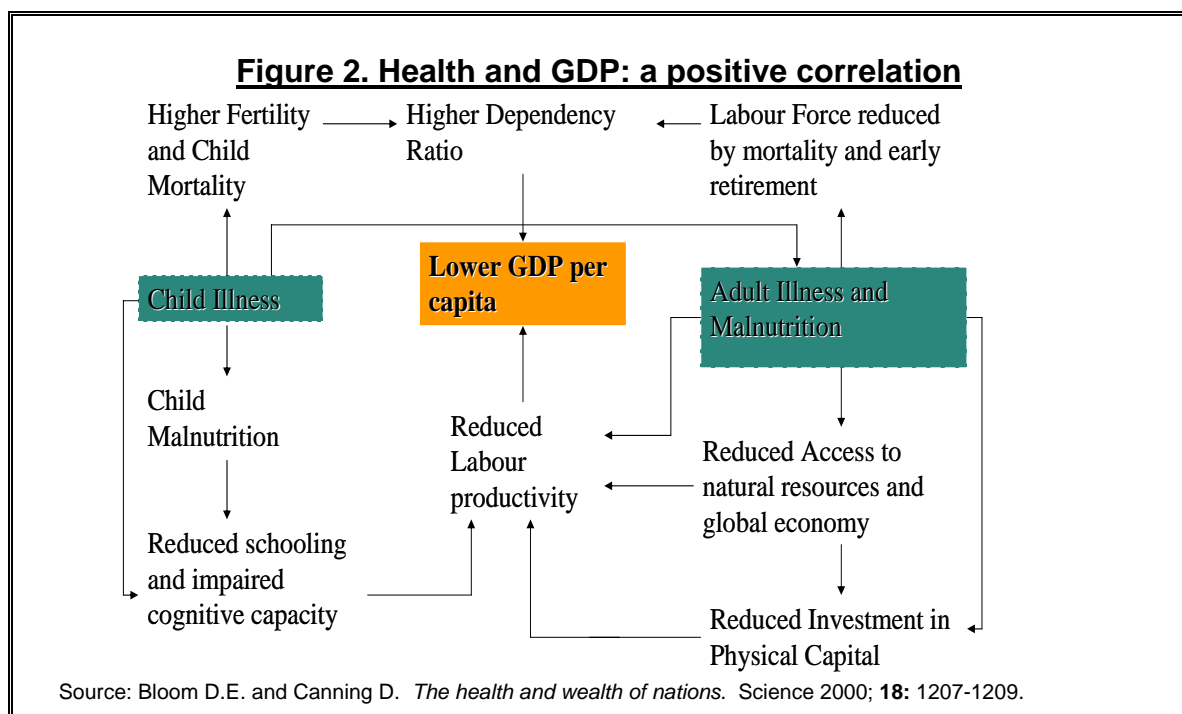 Figure 2. Health and GDP: a positive correlation
Higher Fertility
and Child
Mortality
Higher Dependency
Ratio
Labour Force reduced
by mortality and early
retirement
Child Illness
Lower GDP per
capita
Adult Illness and
Malnutrition
Child
Malnutrition
Reduced
Labour
productivity
Reduced Access to
natural resources and
global economy
Reduced schooling
and impaired
cognitive capacity
Reduced Investment in
Physical Capital
Source: Bloom D.E. and Canning D. The health and wealth of nations. Science 2000; 18: 1207-1209.